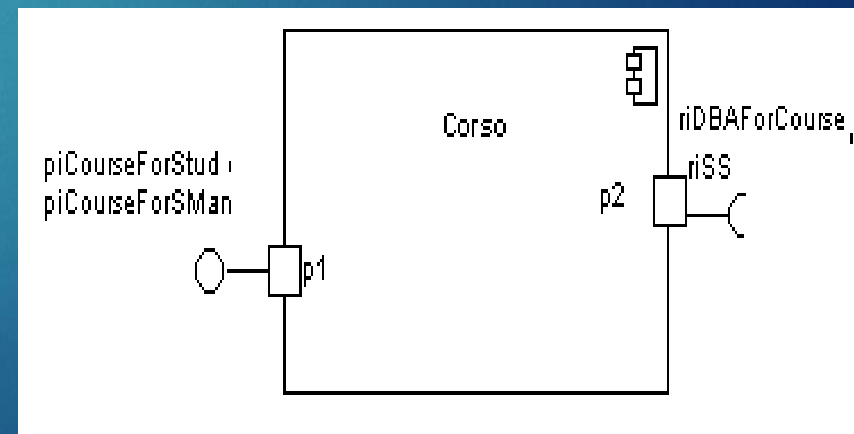 Corso
riDBAForCourse,
piCourseForStud
riSS
piCourseForSMan
p2
p1